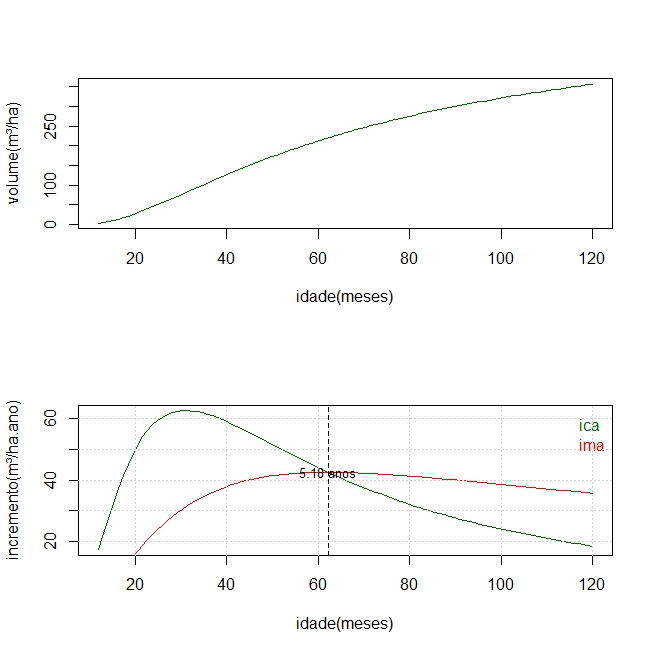 volume(m³/ha)
250
100
0
20 40 60 80 100 120
idade(meses)
incremento(m³/ha.ano)
60
40
20
ica
ima
5.18 anos
20 40 60 80 100 120
idade(meses)